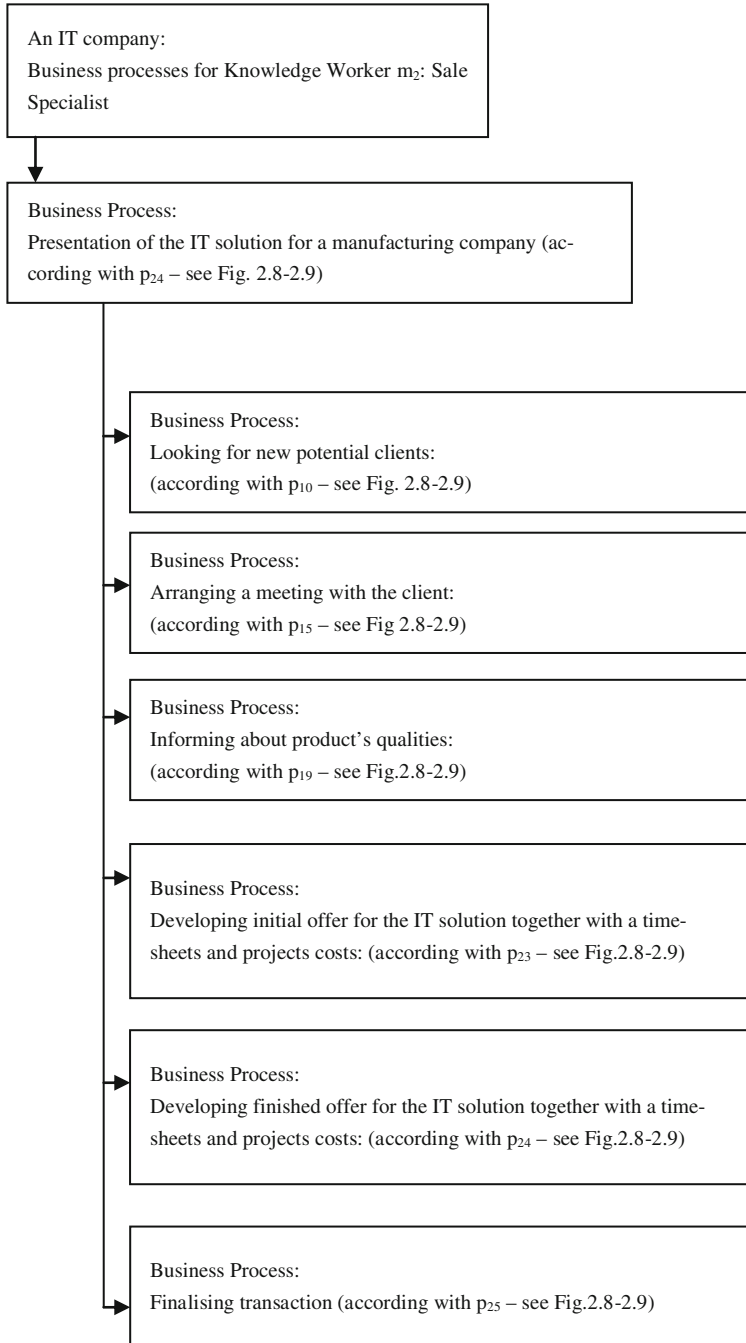 An IT company:
Business processes for Knowledge Worker m₂: Sale
Specialist
Business Process:
Presentation of the IT solution for a manufacturing company (ac-
cording with p₂₄ – see Fig. 2.8-2.9)
Business Process:
Looking for new potential clients:
(according with p₁₀ – see Fig. 2.8-2.9)
Business Process:
Arranging a meeting with the client:
(according with p₁₅ – see Fig 2.8-2.9)
Business Process:
Informing about product's qualities:
(according with p₁₉ – see Fig.2.8-2.9)
Business Process:
Developing initial offer for the IT solution together with a time-
sheets and projects costs: (according with p₂₃ – see Fig.2.8-2.9)
Business Process:
Developing finished offer for the IT solution together with a time-
sheets and projects costs: (according with p₂₄ – see Fig.2.8-2.9)
Business Process:
Finalising transaction (according with p₂₅ – see Fig.2.8-2.9)